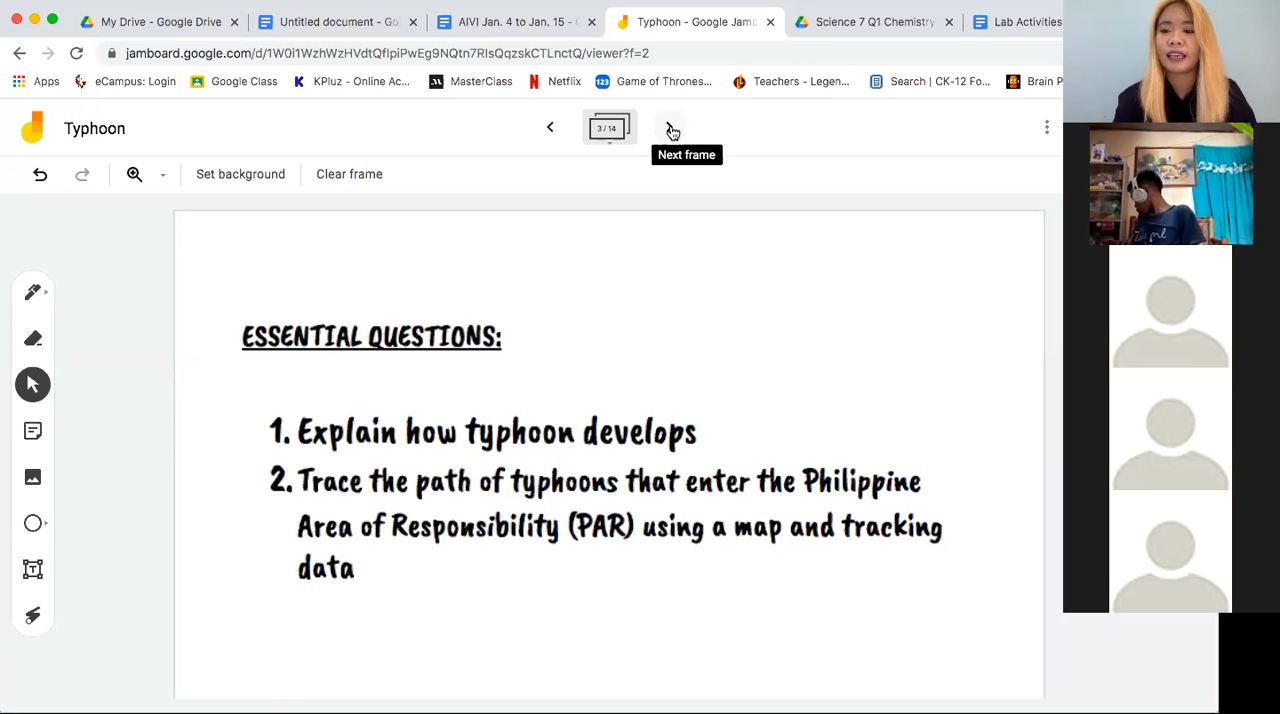 My Drive - Google Drive
Untitled document - Go
AIVI Jan. 4 to Jan. 15 - G
Typhoon - Google Jamb
Science 7 Q1 Chemistry
Lab Activities
jamboard.google.com/d/1W0i1WzhWzHVdtQfIpiPwEg9NQtn7RIsQqzskCTLnctQ/viewer?f=2
Apps
eCampus: Login
Google Class
KPluz - Online Ac...
MasterClass
Netflix
123
Game of Thrones...
Teachers - Legen...
Search | CK-12 Fo...
Brain P
Typhoon
3 / 14
Next frame
Set background
Clear frame
ESSENTIAL QUESTIONS:
1. Explain how typhoon develops
2. Trace the path of typhoons that enter the Philippine
Area of Responsibility (PAR) using a map and tracking
data